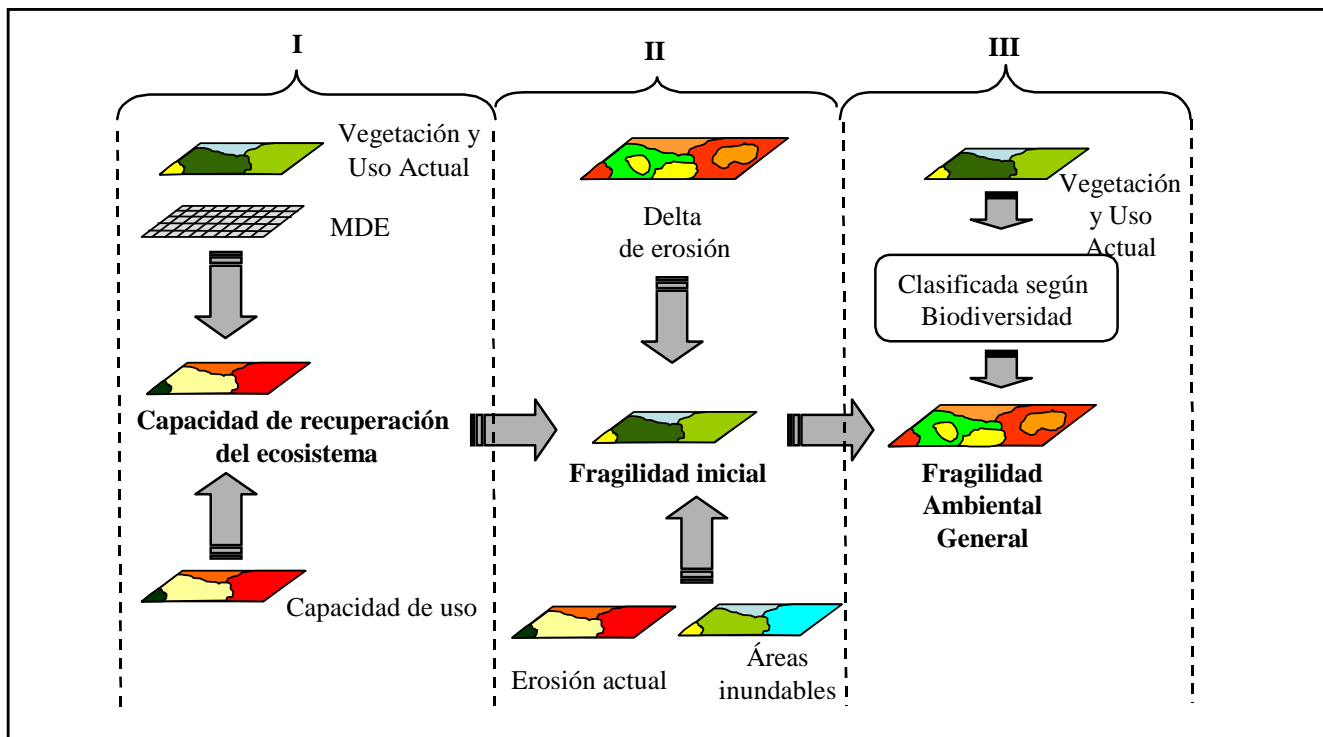 I
Vegetación y
Uso Actual
MDE
Capacidad de recuperación
del ecosistema
Capacidad de uso
II
Delta
de erosión
Fragilidad inicial
Erosión actual
Áreas
inundables
III
Vegetación
y Uso
Actual
Clasificada según
Biodiversidad
Fragilidad
Ambiental
General